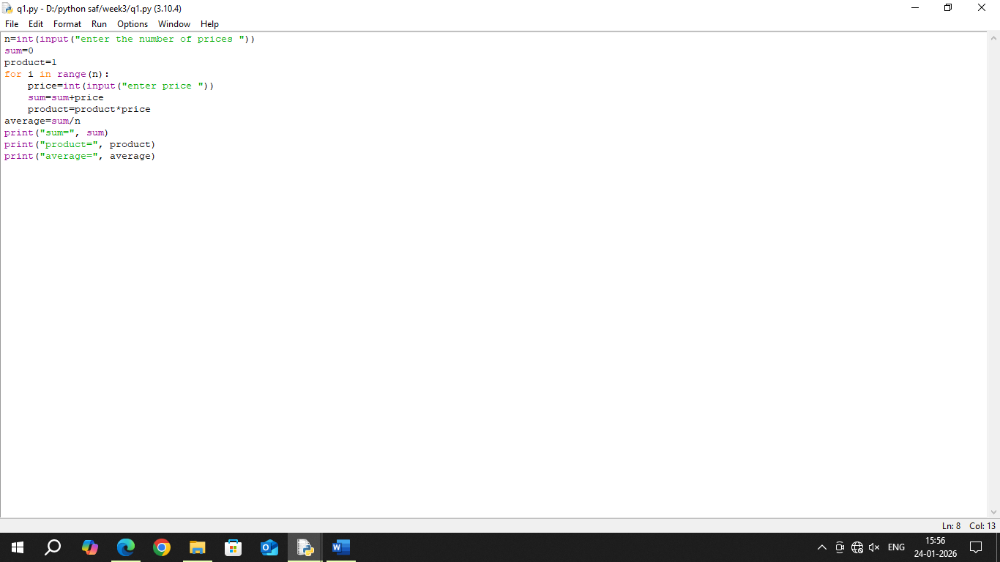 q1.py - D:/python saf/week3/q1.py (3.10.4)
File Edit Format Run Options Window Help
n=int(input("enter the number of prices "))
sum=0
product=1
for i in range(n):
    price=int(input("enter price "))
    sum=sum+price
    product=product*price
average=sum/n
print("sum=", sum)
print("product=", product)
print("average=", average)
Ln: 8 Col: 13
ENG
15:56
24-01-2026